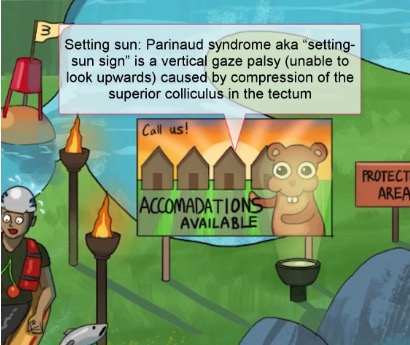 3
Setting sun: Parinaud syndrome aka “setting-
sun sign” is a vertical gaze palsy (unable to
look upwards) caused by compression of the
superior colliculus in the tectum
Call us!
ACCOMADATIONS
AVAILABLE
PROTECT
AREA